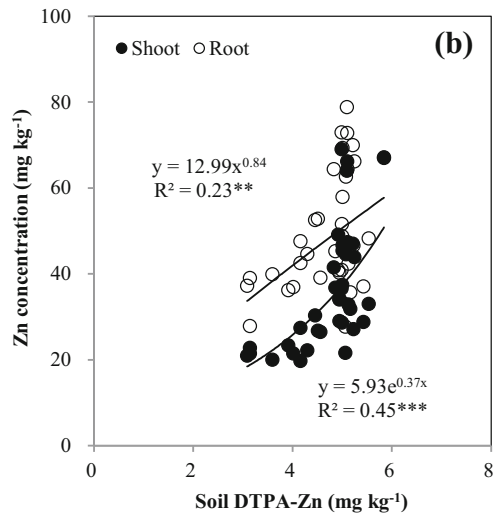 100
(b)
● Shoot ○ Root
80
y = 12.99x^0.84
R² = 0.23**
60
Zn concentration (mg kg⁻¹)
40
20
y = 5.93e^0.37x
R² = 0.45***
0
0 2 4 6 8
Soil DTPA-Zn (mg kg⁻¹)